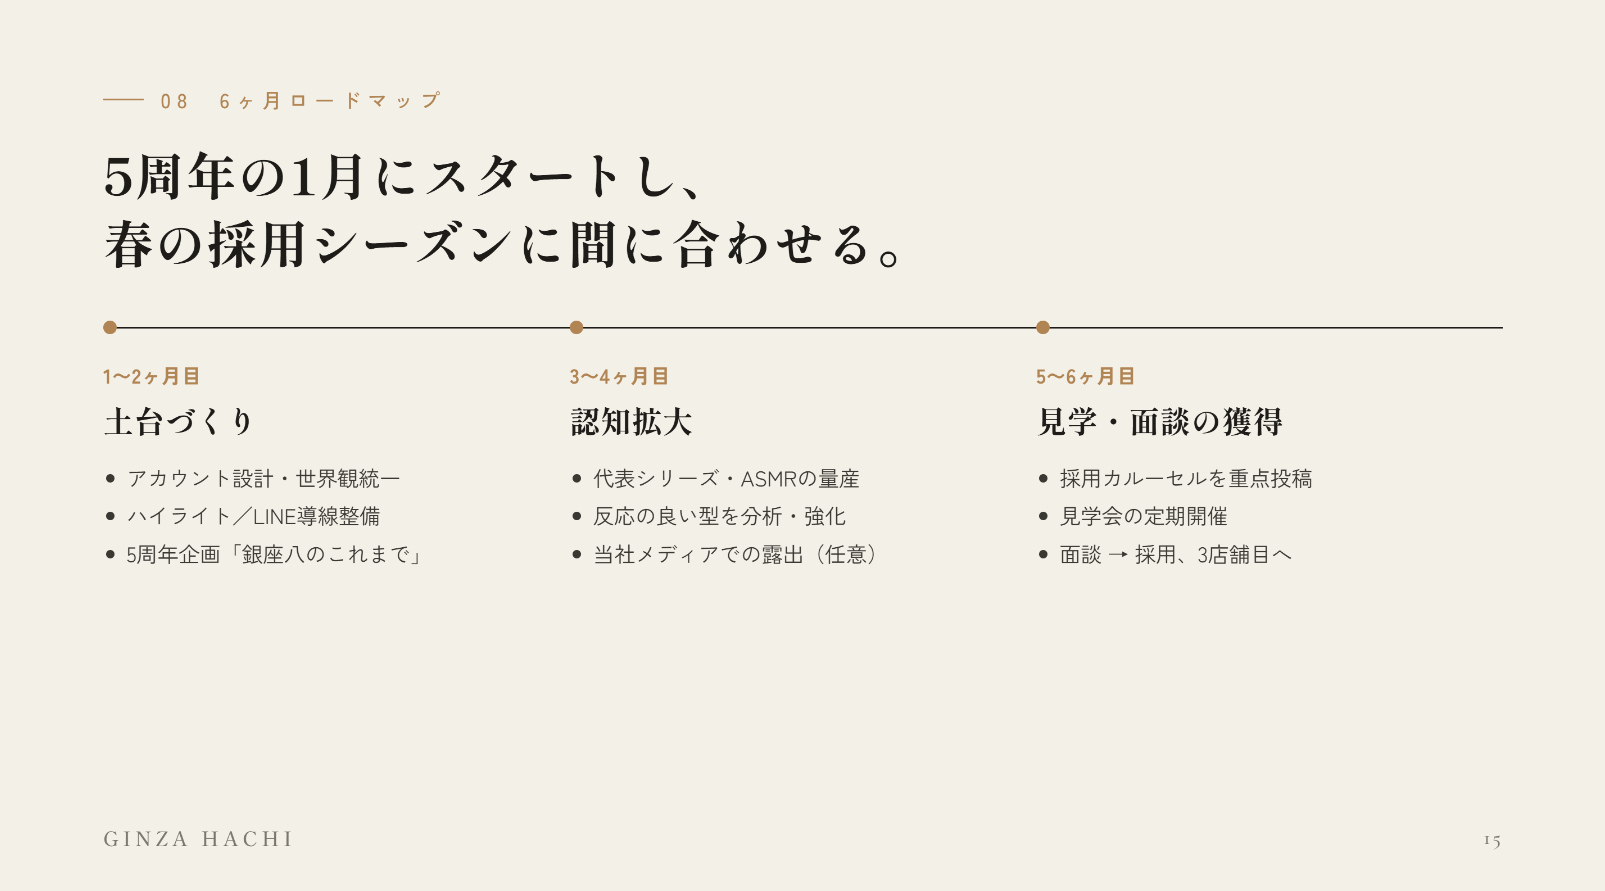 08 6ヶ月ロードマップ
5周年の1月にスタートし、
春の採用シーズンに間に合わせる。
1〜2ヶ月目
土台づくり
• アカウント設計・世界観統一
• ハイライト／LINE導線整備
• 5周年企画「銀座八のこれまで」
3〜4ヶ月目
認知拡大
• 代表シリーズ・ASMRの量産
• 反応の良い型を分析・強化
• 当社メディアでの露出（任意）
5〜6ヶ月目
見学・面談の獲得
• 採用カルーセルを重点投稿
• 見学会の定期開催
• 面談 → 採用、3店舗目へ
GINZA HACHI
15